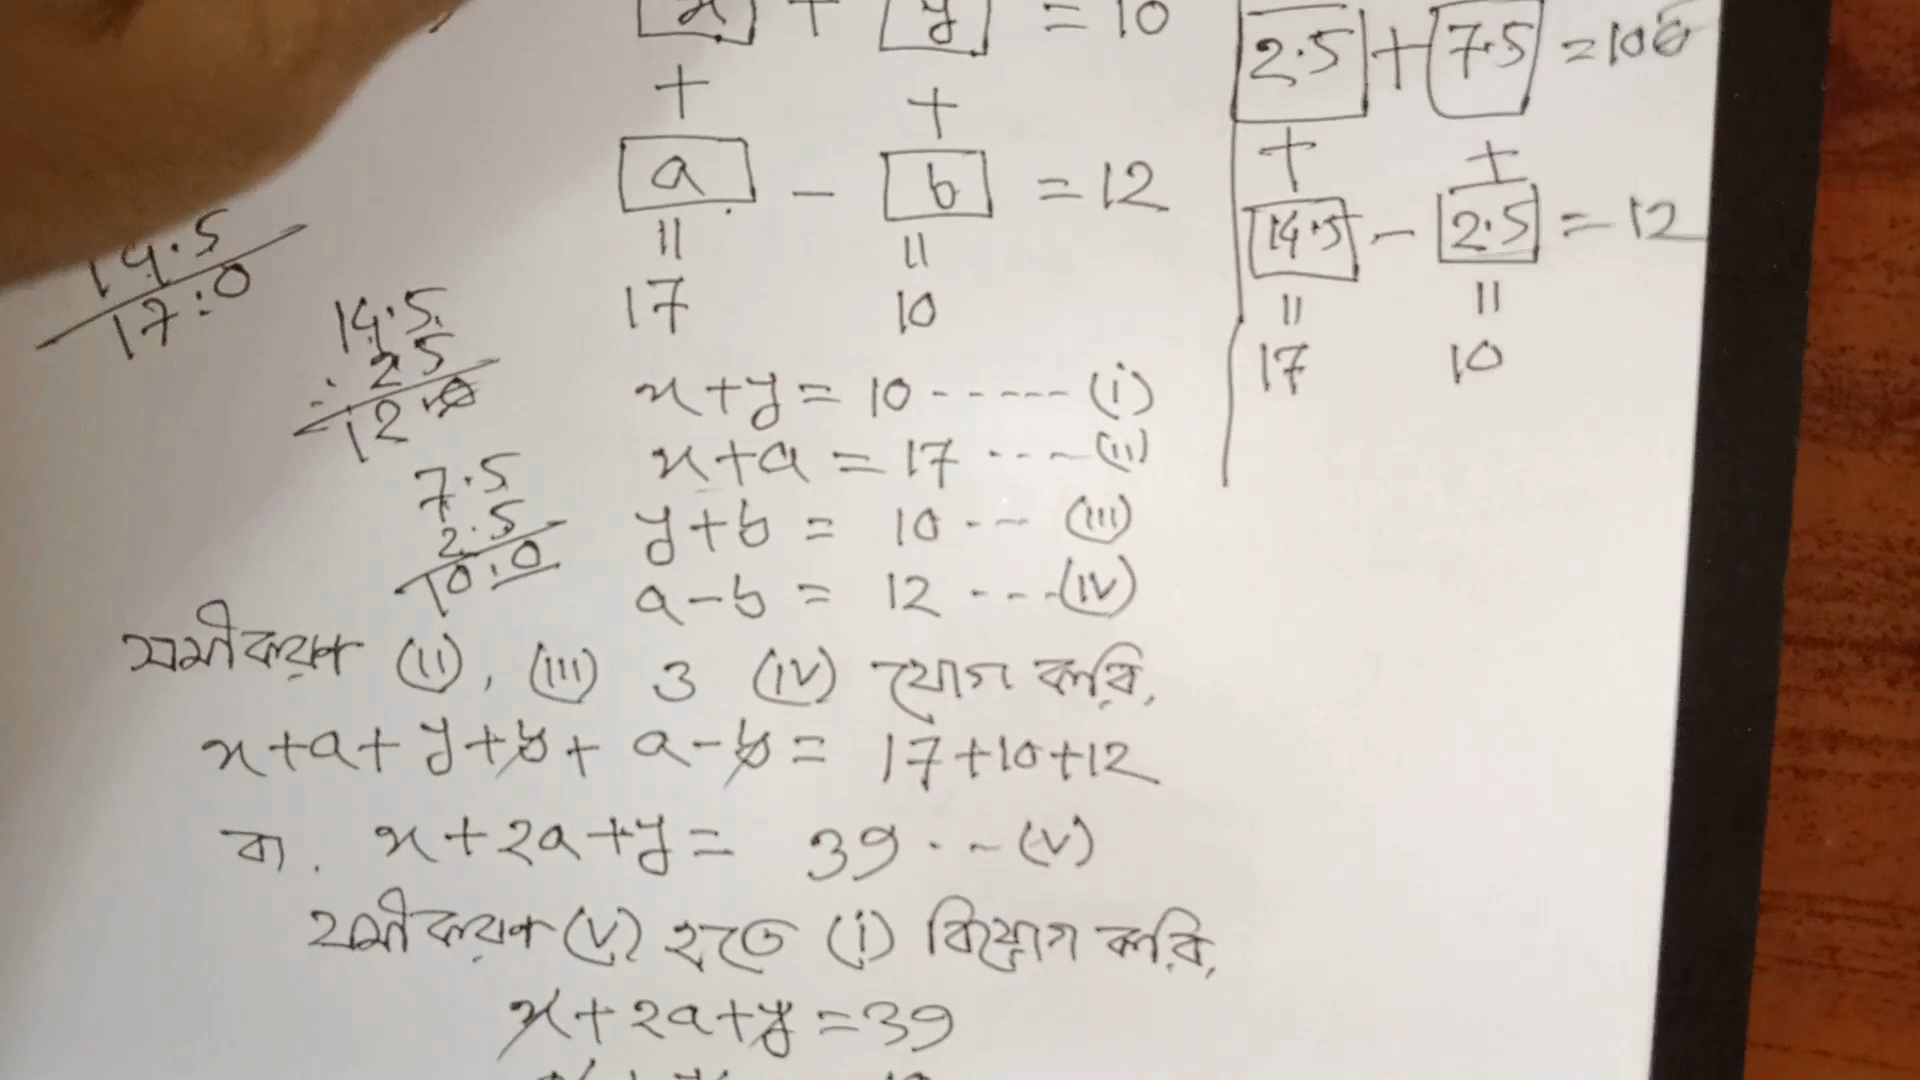 x + y = 10
+ +
a - b = 12
|| ||
17 10
2.5 + 7.5 = 10
+ +
14.5 - 2.5 = 12
|| ||
17 10
14.5
17.0
14.5
2.5
12.0
7.5
2.5
10.0
x+y = 10 ------ (i)
x+a = 17 ---- (ii)
y+b = 10 --- (iii)
a-b = 12 ---- (iv)
সমীকরণ (ii), (iii) ও (iv) যোগ করি,
x+a+y+b+a-b = 17+10+12
বা, x+2a+y = 39 --- (v)
সমীকরণ (v) হতে (i) বিয়োগ করি,
x+2a+y = 39